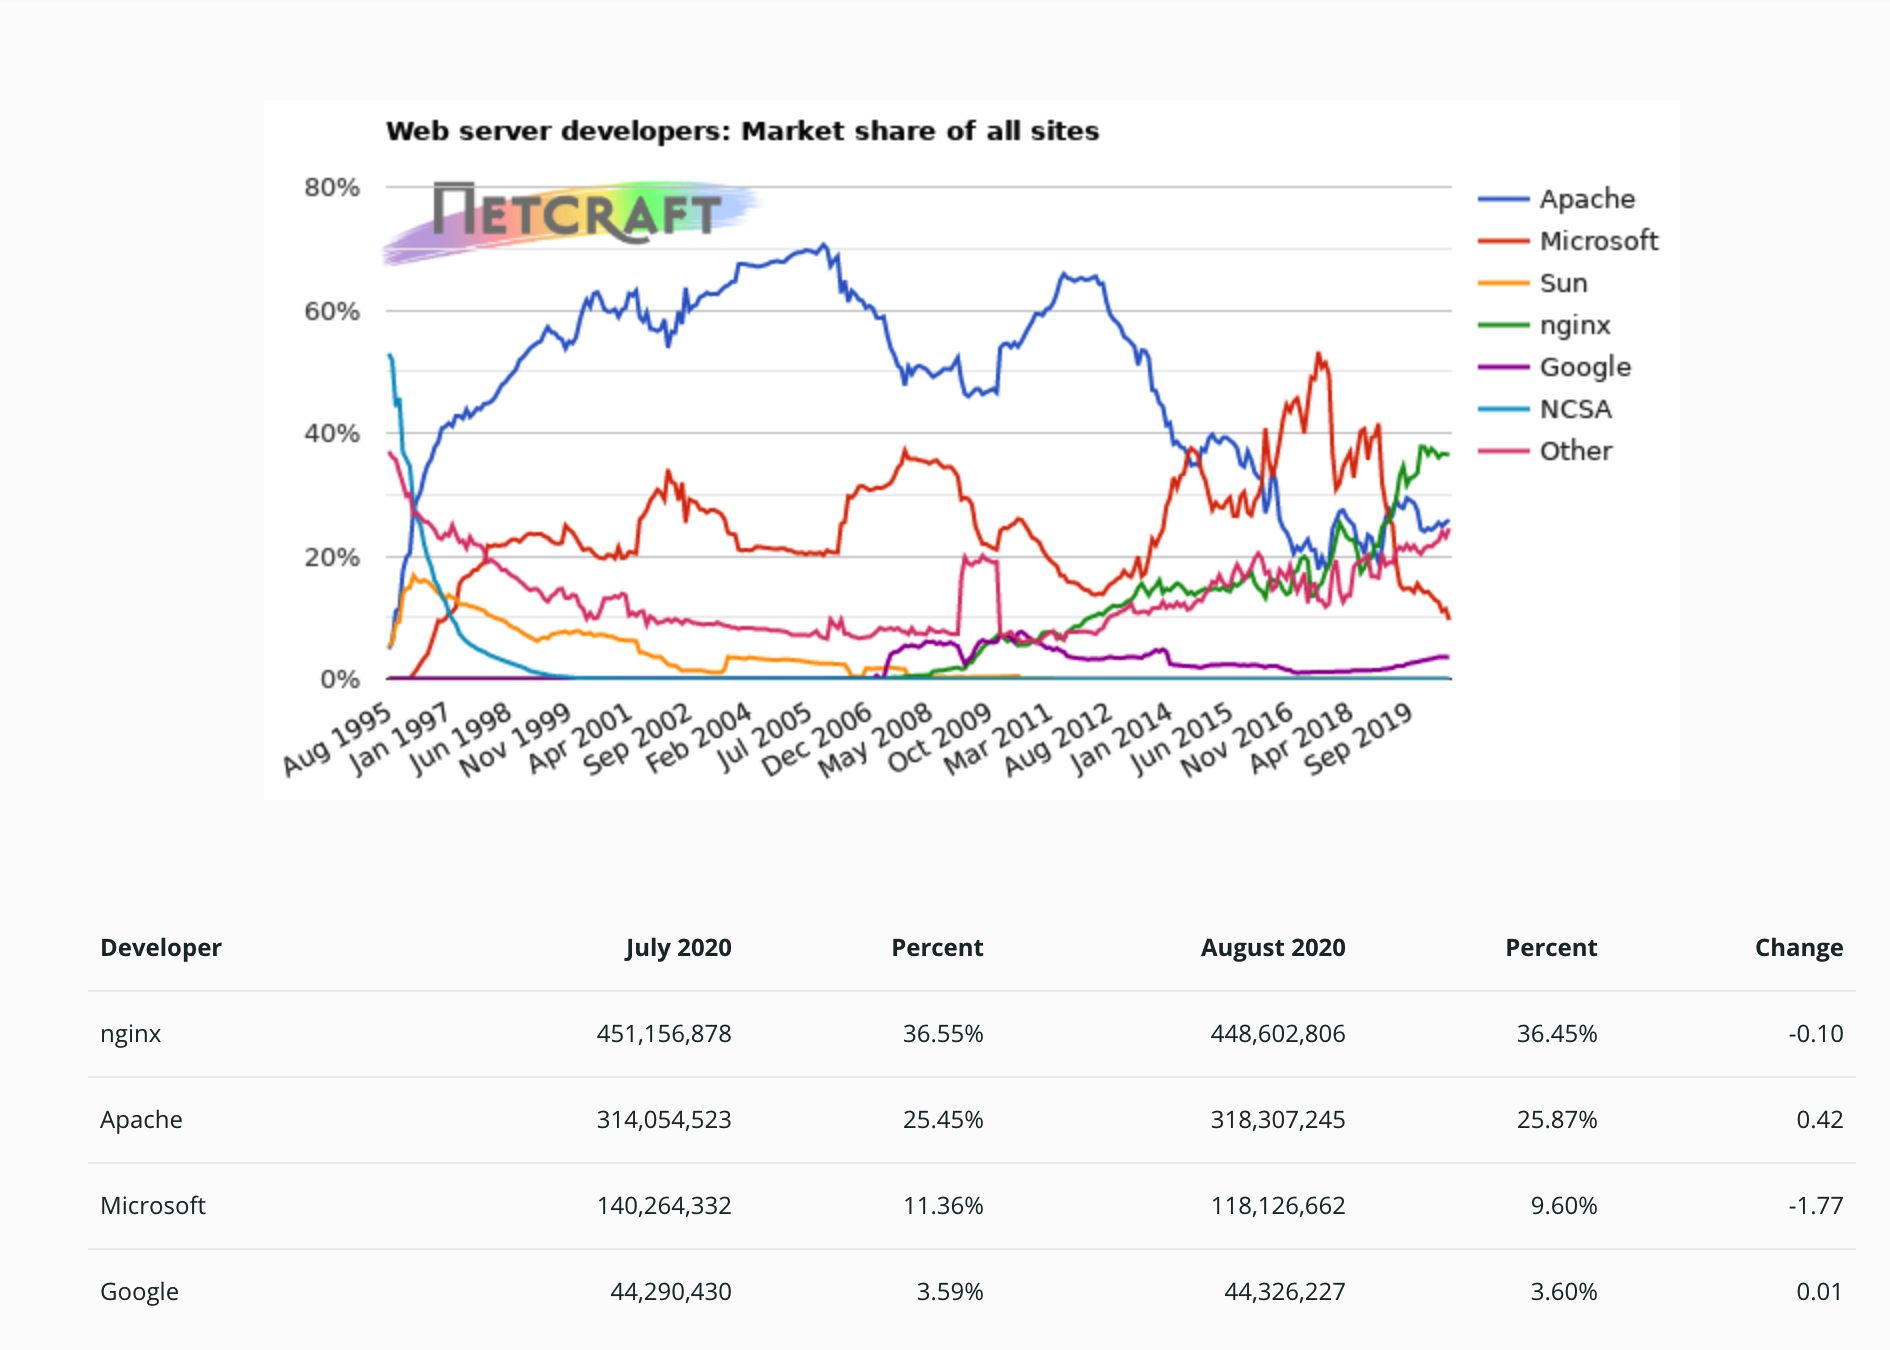 Web server developers: Market share of all sites
NETCRAFT
80%
60%
40%
20%
0%
Apache
Microsoft
Sun
nginx
Google
NCSA
Other
Aug 1995
Jan 1997
Jun 1998
Nov 1999
Apr 2001
Sep 2002
Feb 2004
Jul 2005
Dec 2006
May 2008
Oct 2009
Mar 2011
Aug 2012
Jan 2014
Jun 2015
Nov 2016
Apr 2018
Sep 2019
Developer July 2020 Percent August 2020 Percent Change
nginx 451,156,878 36.55% 448,602,806 36.45% -0.10
Apache 314,054,523 25.45% 318,307,245 25.87% 0.42
Microsoft 140,264,332 11.36% 118,126,662 9.60% -1.77
Google 44,290,430 3.59% 44,326,227 3.60% 0.01